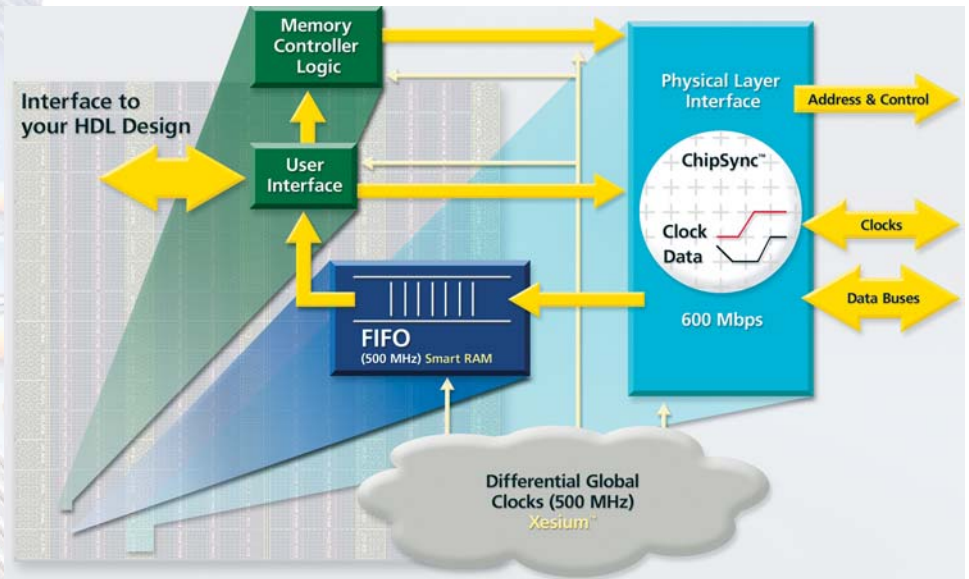 Memory
Controller
Logic
Interface to
your HDL Design
User
Interface
Physical Layer
Interface
ChipSync™
Clock
Data
600 Mbps
Address & Control
Clocks
Data Buses
FIFO
(500 MHz) Smart RAM
Differential Global
Clocks (500 MHz)
Xesium™